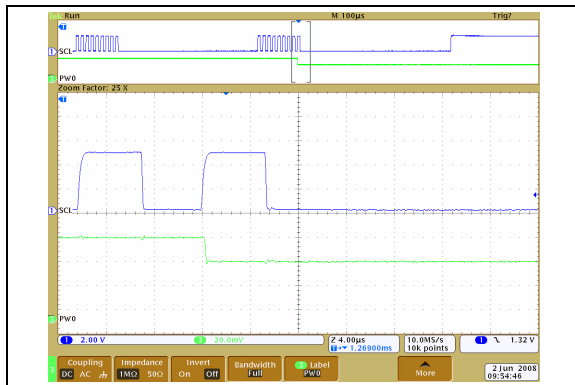 Run M 100µs Trig?
SCL
PW0
Zoom Factor: 25 X
SCL
PW0
1 2.00 V 3 20.0mV Z 4.00µs 10.0MS/s 1 1.32 V
1.26900ms 10k points
Coupling Impedance Invert Bandwidth 3 Label
DC AC 1MΩ 50Ω On Off Full PW0 More
2 Jun 2008
09:54:46